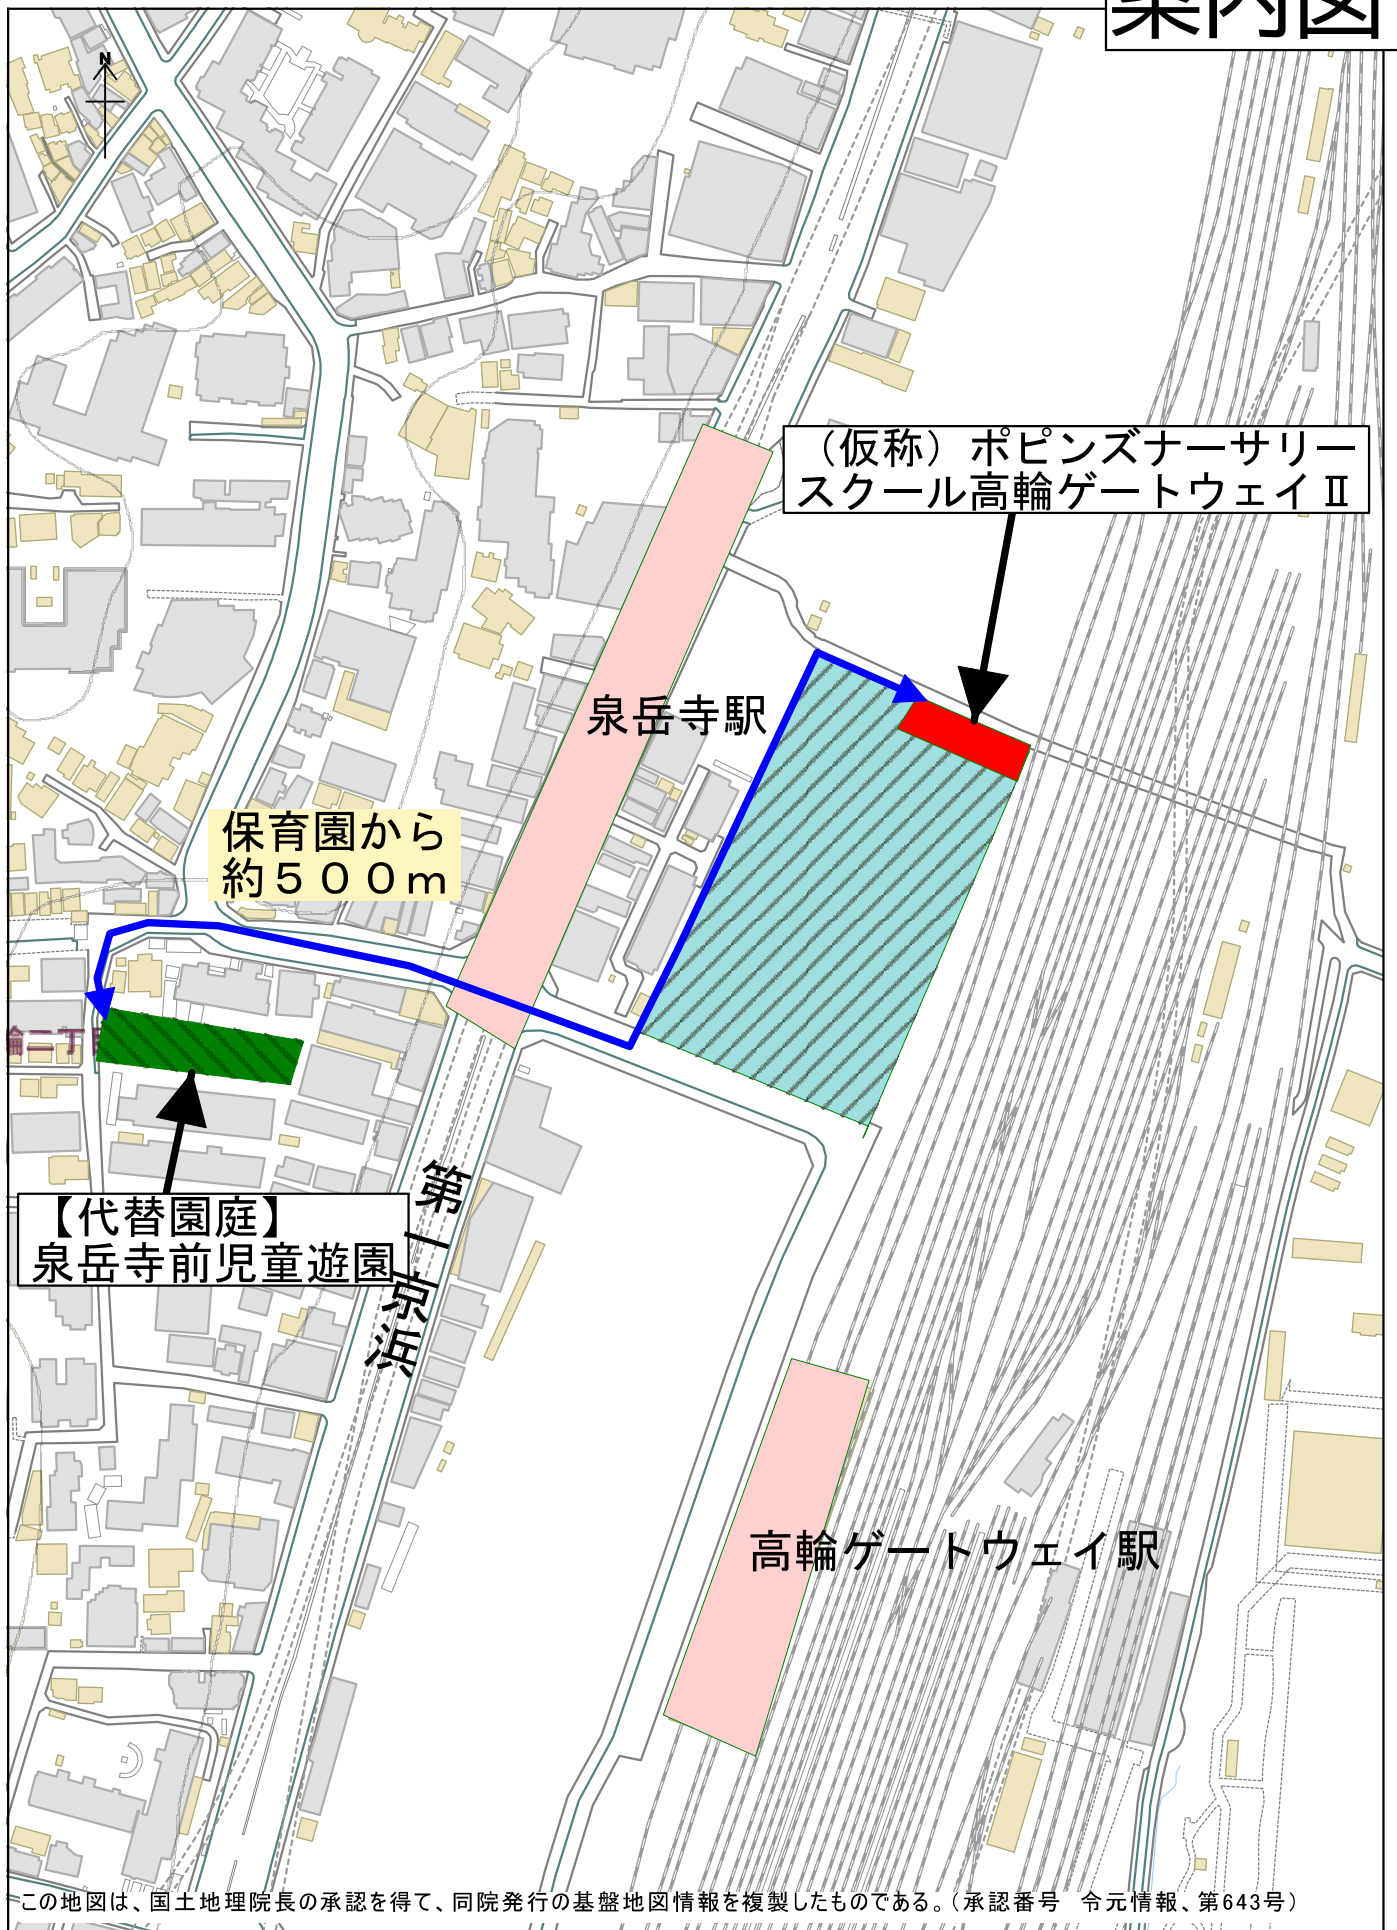 案内図
N
（仮称）ポピンズナーサリー
スクール高輪ゲートウェイⅡ
泉岳寺駅
保育園から
約５００ｍ
輪二丁目
【代替園庭】
泉岳寺前児童遊園
第一京浜
高輪ゲートウェイ駅
この地図は、国土地理院長の承認を得て、同院発行の基盤地図情報を複製したものである。（承認番号　令元情報、第643号）